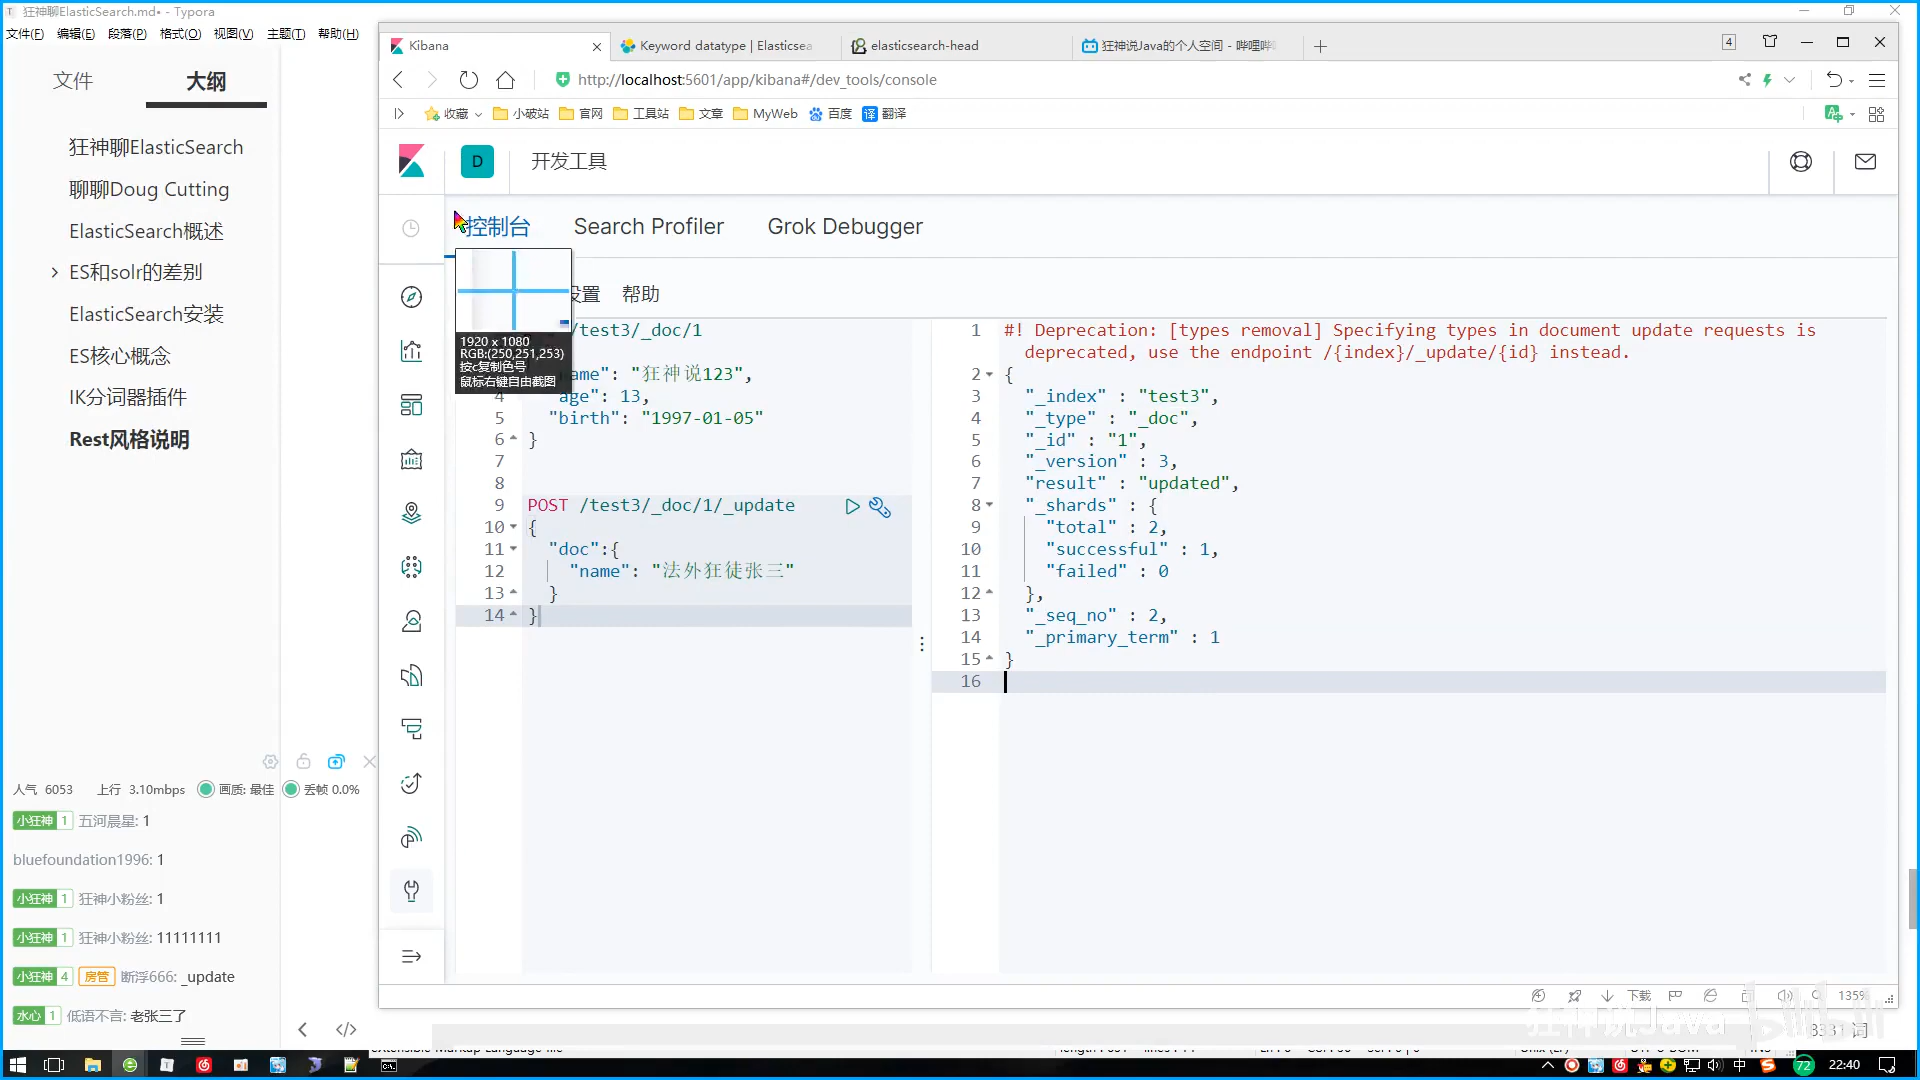 狂神聊ElasticSearch.md• - Typora
文件(F) 编辑(E) 段落(P) 格式(O) 视图(V) 主题(T) 帮助(H)
文件 大纲
狂神聊ElasticSearch
聊聊Doug Cutting
ElasticSearch概述
ES和solr的差别
ElasticSearch安装
ES核心概念
IK分词器插件
Rest风格说明
人气 6053 上行 3.10mbps 画质: 最佳 丢帧 0.0%
小狂神 1 五河晨星: 1
bluefoundation1996: 1
小狂神 1 狂神小粉丝: 1
小狂神 1 狂神小粉丝: 11111111
小狂神 4 房管 断浮666: _update
水心 1 低语不言: 老张三了
Kibana
Keyword datatype | Elasticsea
elasticsearch-head
狂神说Java的个人空间 - 哔哩哔
4
http://localhost:5601/app/kibana#/dev_tools/console
收藏 小破站 官网 工具站 文章 MyWeb 百度 译 翻译
D 开发工具
控制台 Search Profiler Grok Debugger
设置 帮助
1920 x 1080
RGB:(250,251,253)
按c复制色号
鼠标右键自由截图
/test3/_doc/1
name": "狂神说123",
4 age": 13,
5 "birth": "1997-01-05"
6 }
7
8
9 POST /test3/_doc/1/_update
10 {
11 "doc":{
12 "name": "法外狂徒张三"
13 }
14 }
1 #! Deprecation: [types removal] Specifying types in document update requests is
deprecated, use the endpoint /{index}/_update/{id} instead.
2 {
3 "_index" : "test3",
4 "_type" : "_doc",
5 "_id" : "1",
6 "_version" : 3,
7 "result" : "updated",
8 "_shards" : {
9 "total" : 2,
10 "successful" : 1,
11 "failed" : 0
12 },
13 "_seq_no" : 2,
14 "_primary_term" : 1
15 }
16
下载 135%
狂神说Java bilibili
72 中 22:40